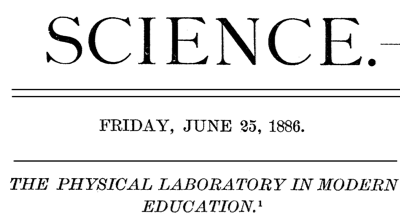 SCIENCE.
FRIDAY, JUNE 25, 1886.
THE PHYSICAL LABORATORY IN MODERN
EDUCATION.¹